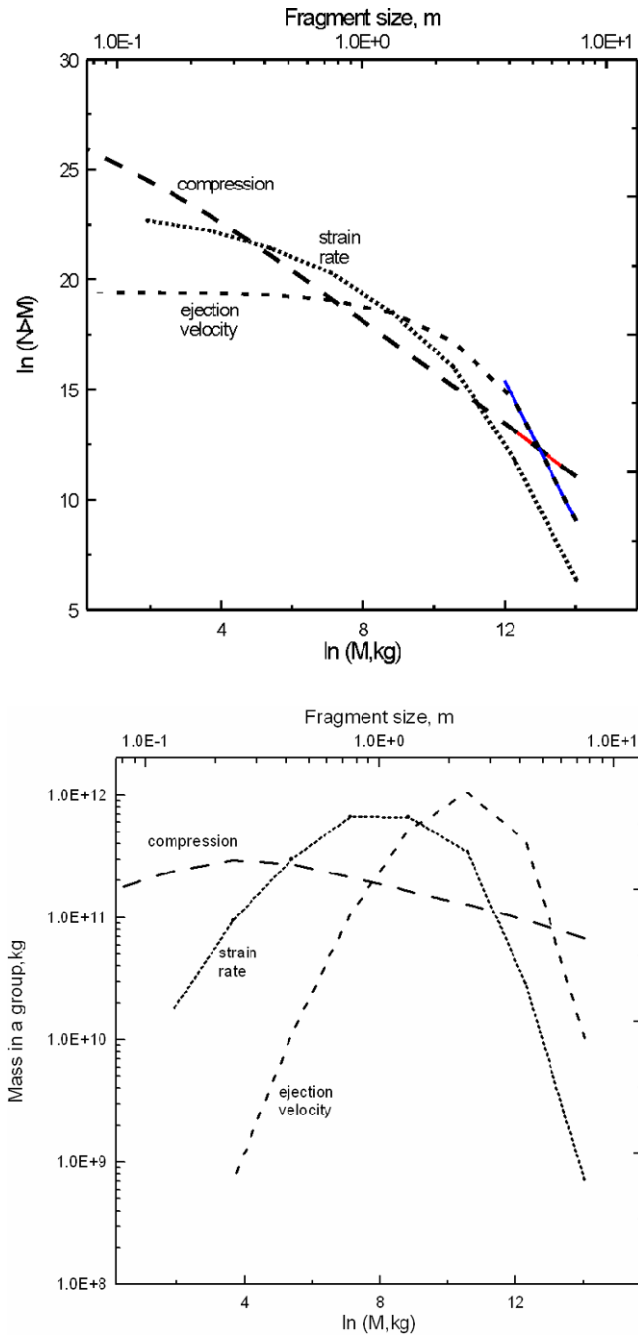 Fragment size, m
1.0E-1 1.0E+0 1.0E+1
30
25
20
15
10
5
ln (N>M)
compression
strain
rate
ejection
velocity
4 8 12
ln (M,kg)
Fragment size, m
1.0E-1 1.0E+0 1.0E+1
1.0E+12
1.0E+11
1.0E+10
1.0E+9
1.0E+8
Mass in a group,kg
compression
strain
rate
ejection
velocity
4 8 12
ln (M,kg)